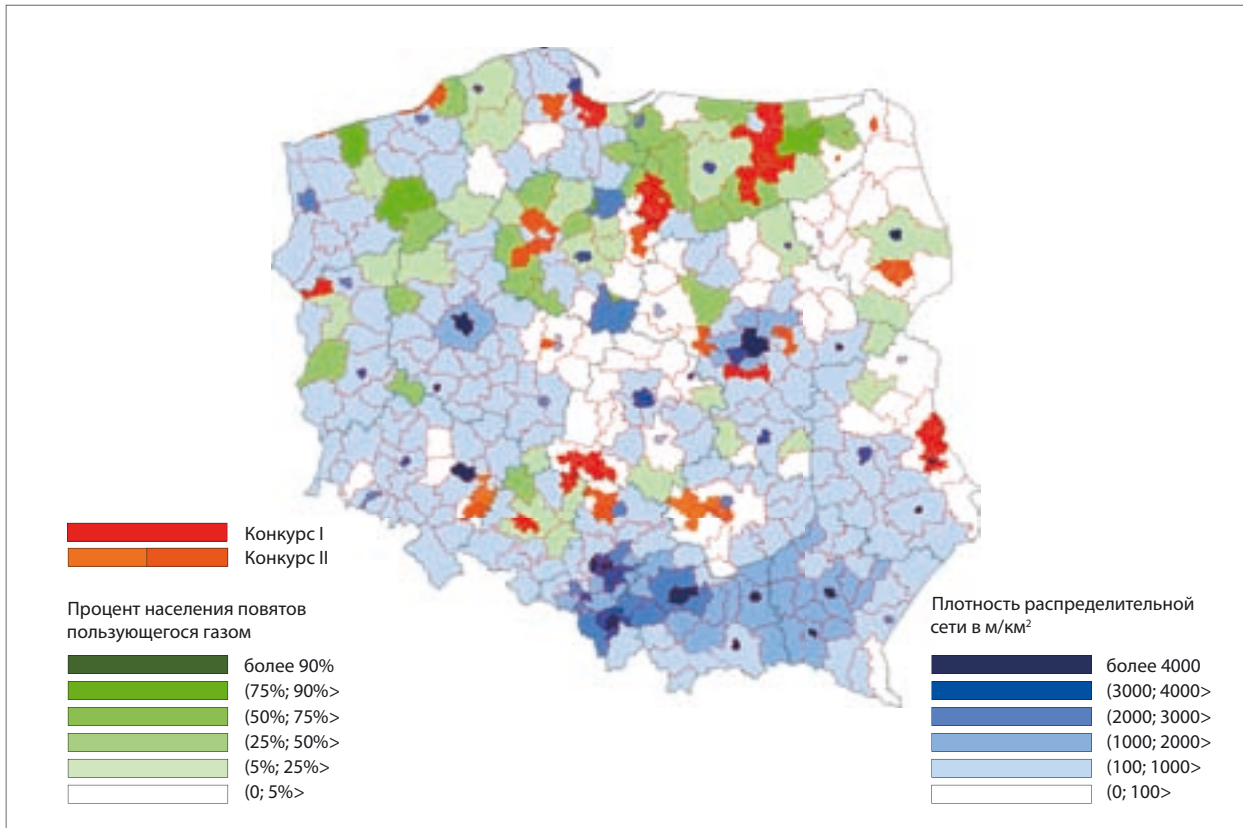 Конкурс I
Конкурс II
Процент населения повятов
пользующегося газом
более 90%
(75%; 90%>
(50%; 75%>
(25%; 50%>
(5%; 25%>
(0; 5%>
Плотность распределительной
сети в м/км²
более 4000
(3000; 4000>
(2000; 3000>
(1000; 2000>
(100; 1000>
(0; 100>